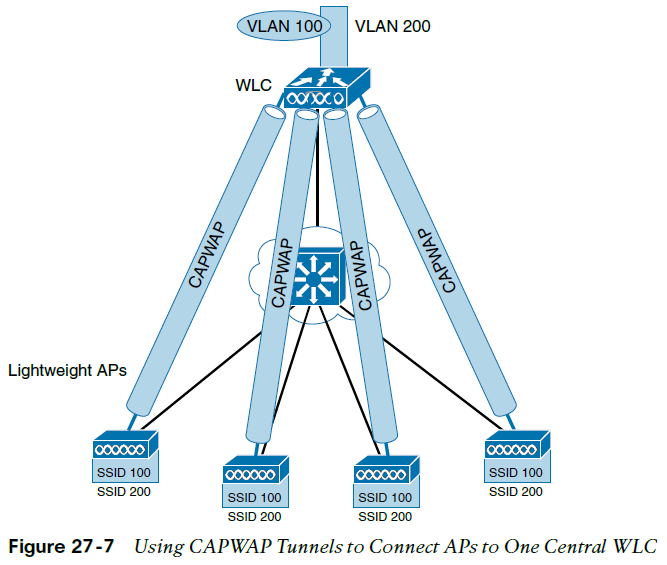 VLAN 100 VLAN 200
WLC
CAPWAP
CAPWAP
CAPWAP
CAPWAP
Lightweight APs
SSID 100
SSID 200
SSID 100
SSID 200
SSID 100
SSID 200
SSID 100
SSID 200
Figure 27-7 Using CAPWAP Tunnels to Connect APs to One Central WLC